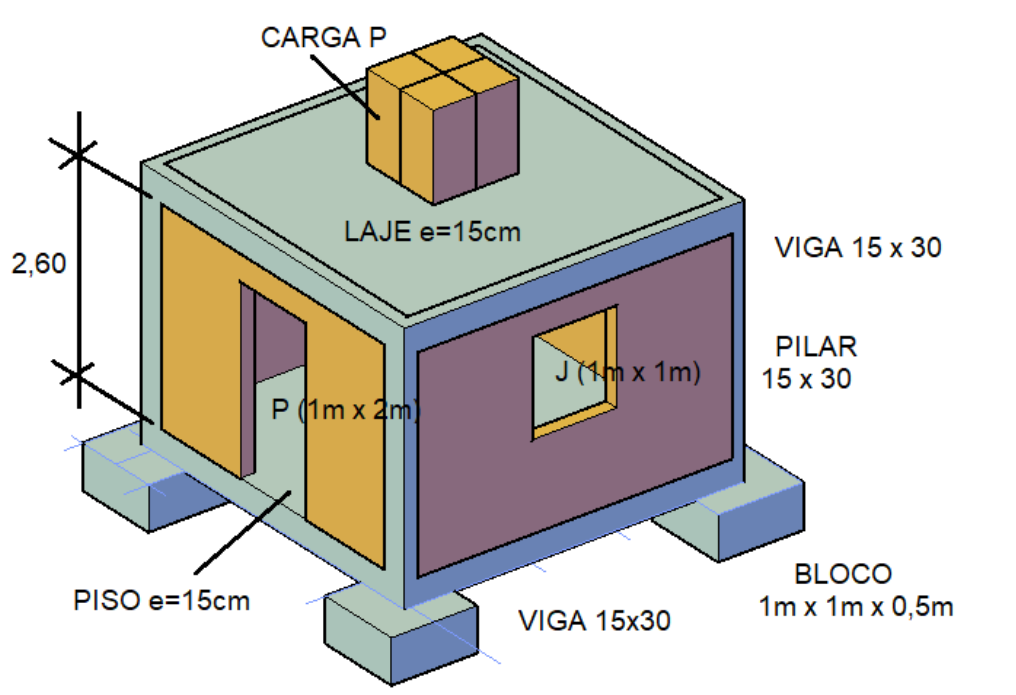 CARGA P
LAJE e=15cm
VIGA 15 x 30
2,60
PILAR
15 x 30
J (1m x 1m)
P (1m x 2m)
PISO e=15cm
BLOCO
1m x 1m x 0,5m
VIGA 15x30